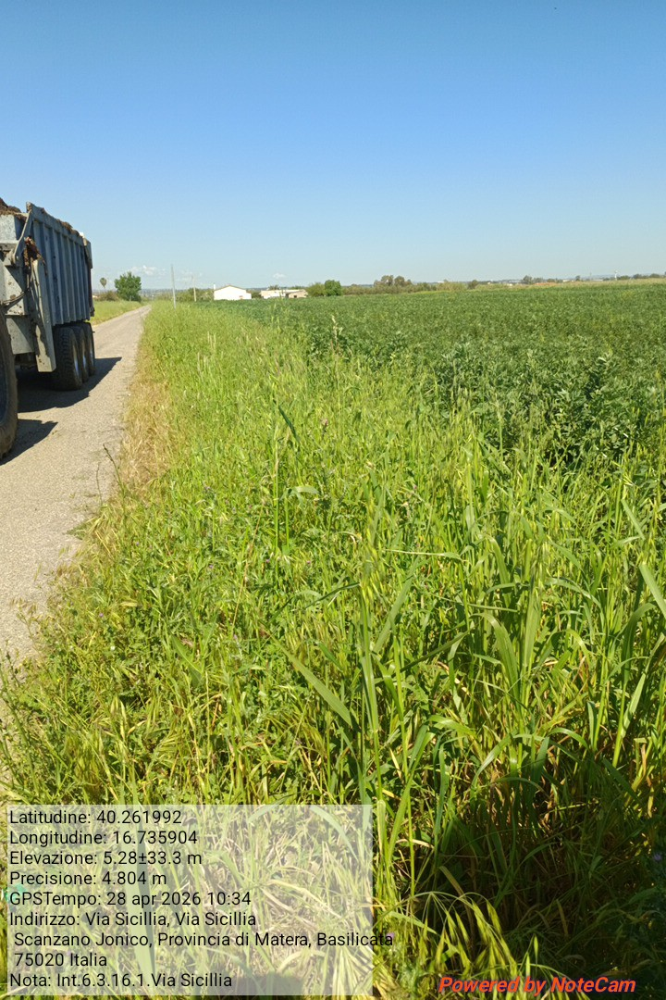 Latitudine: 40.261992
Longitudine: 16.735904
Elevazione: 5.28±33.3 m
Precisione: 4.804 m
GPSTempo: 28 apr 2026 10:34
Indirizzo: Via Sicillia, Via Sicillia
Scanzano Jonico, Provincia di Matera, Basilicata
75020 Italia
Nota: Int.6.3.16.1.Via Sicillia
Powered by NoteCam